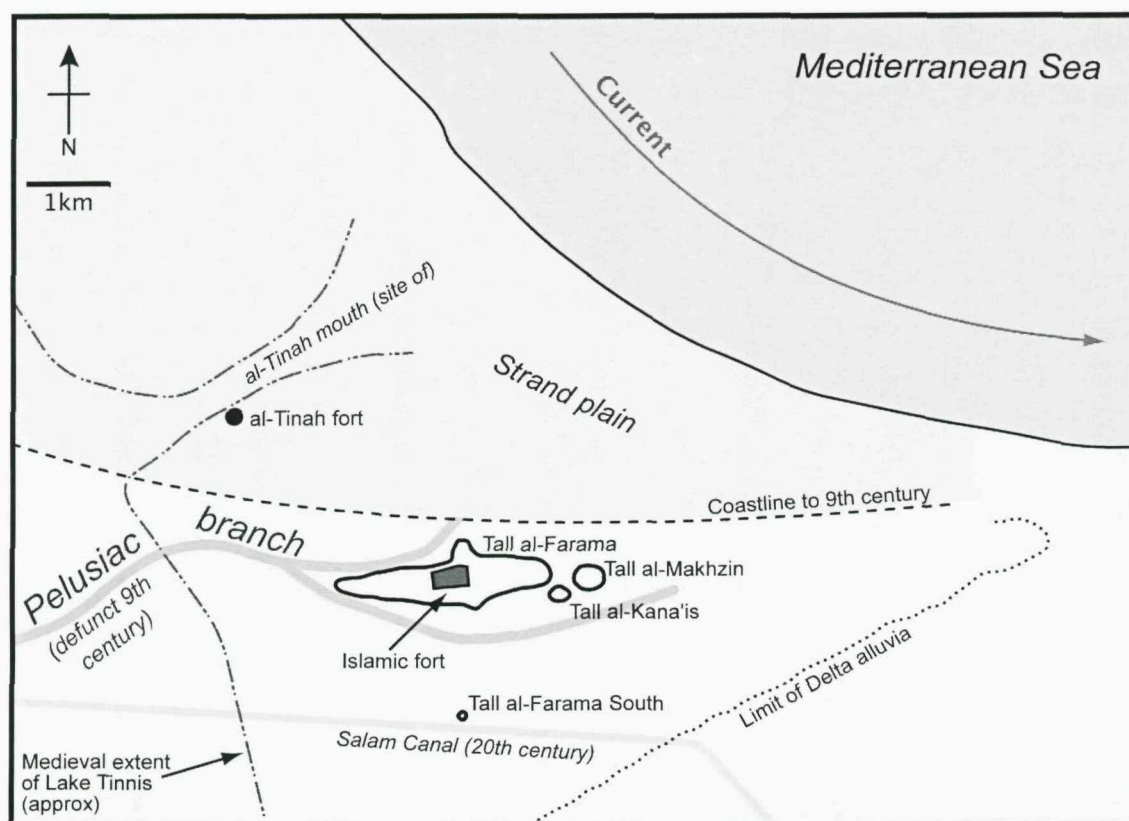 Mediterranean Sea
Current
N
1km
al-Tinah mouth (site of)
al-Tinah fort
Strand plain
Coastline to 9th century
Pelusiac branch
(defunct 9th
century)
Tall al-Farama
Tall al-Makhzin
Tall al-Kana'is
Islamic fort
Tall al-Farama South
Limit of Delta alluvia
Salam Canal (20th century)
Medieval extent
of Lake Tinnis
(approx)